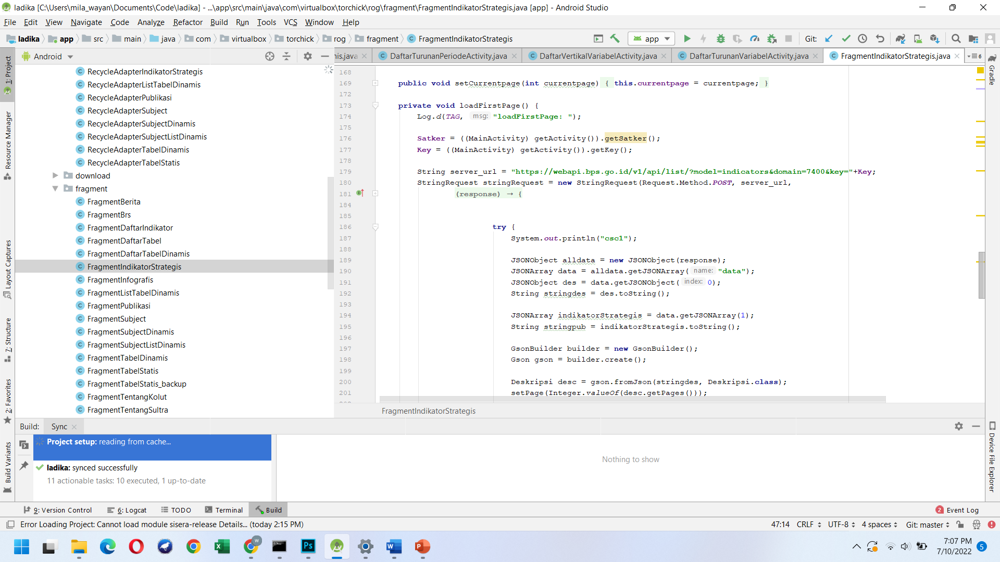 ladika [C:\Users\mila_wayan\Documents\Code\ladika] - ...\app\src\main\java\com\virtualbox\torchick\rog\fragment\FragmentIndikatorStrategis.java [app] - Android Studio
File Edit View Navigate Code Analyze Refactor Build Run Tools VCS Window Help
ladika app src main java com virtualbox torchick rog fragment FragmentIndikatorStrategis app Git:
Android
nis.java DaftarTurunanPeriodeActivity.java DaftarVertikalVariabelActivity.java DaftarTurunanVariabelActivity.java FragmentIndikatorStrategis.java 6
1: Project
Resource Manager
Layout Captures
7: Structure
2: Favorites
Build Variants
RecycleAdapterIndikatorStrategis
RecycleAdapterListTabelDinamis
RecycleAdapterPublikasi
RecycleAdapterSubject
RecycleAdapterSubjectDinamis
RecycleAdapterSubjectListDinamis
RecycleAdapterTabelDinamis
RecycleAdapterTabelStatis
download
fragment
FragmentBerita
FragmentBrs
FragmentDaftarIndikator
FragmentDaftarTabel
FragmentDaftarTabelDinamis
FragmentIndikatorStrategis
FragmentInfografis
FragmentListTabelDinamis
FragmentPublikasi
FragmentSubject
FragmentSubjectDinamis
FragmentSubjectListDinamis
FragmentTabelDinamis
FragmentTabelStatis
FragmentTabelStatis_backup
FragmentTentangKolut
FragmentTentangSultra
168
169 public void setCurrentpage(int currentpage) { this.currentpage = currentpage; }
172
173 private void loadFirstPage() {
174 Log.d(TAG, msg: "loadFirstPage: ");
175
176 Satker = ((MainActivity) getActivity()).getSatker();
177 Key = ((MainActivity) getActivity()).getKey();
178
179 String server_url = "https://webapi.bps.go.id/v1/api/list/?model=indicators&domain=7400&key="+Key;
180 StringRequest stringRequest = new StringRequest(Request.Method.POST, server_url,
181 (response) → {
184
185
186 try {
187 System.out.println("csc1");
188
189 JSONObject alldata = new JSONObject(response);
190 JSONArray data = alldata.getJSONArray( name: "data");
191 JSONObject des = data.getJSONObject( index: 0);
192 String stringdes = des.toString();
193
194 JSONArray indikatorStrategis = data.getJSONArray(1);
195 String stringpub = indikatorStrategis.toString();
196
197 GsonBuilder builder = new GsonBuilder();
198 Gson gson = builder.create();
199
200 Deskripsi desc = gson.fromJson(stringdes, Deskripsi.class);
201 setPage(Integer.valueOf(desc.getPages()));
FragmentIndikatorStrategis
Gradle
Device File Explorer
Build: Sync
Project setup: reading from cache...
ladika: synced successfully
11 actionable tasks: 10 executed, 1 up-to-date
Nothing to show
9: Version Control 6: Logcat TODO Terminal Build 2 Event Log
Error Loading Project: Cannot load module sisera-release Details... (today 2:15 PM) 47:14 CRLF UTF-8 4 spaces Git: master
W Ps
7:07 PM
7/10/2022 5